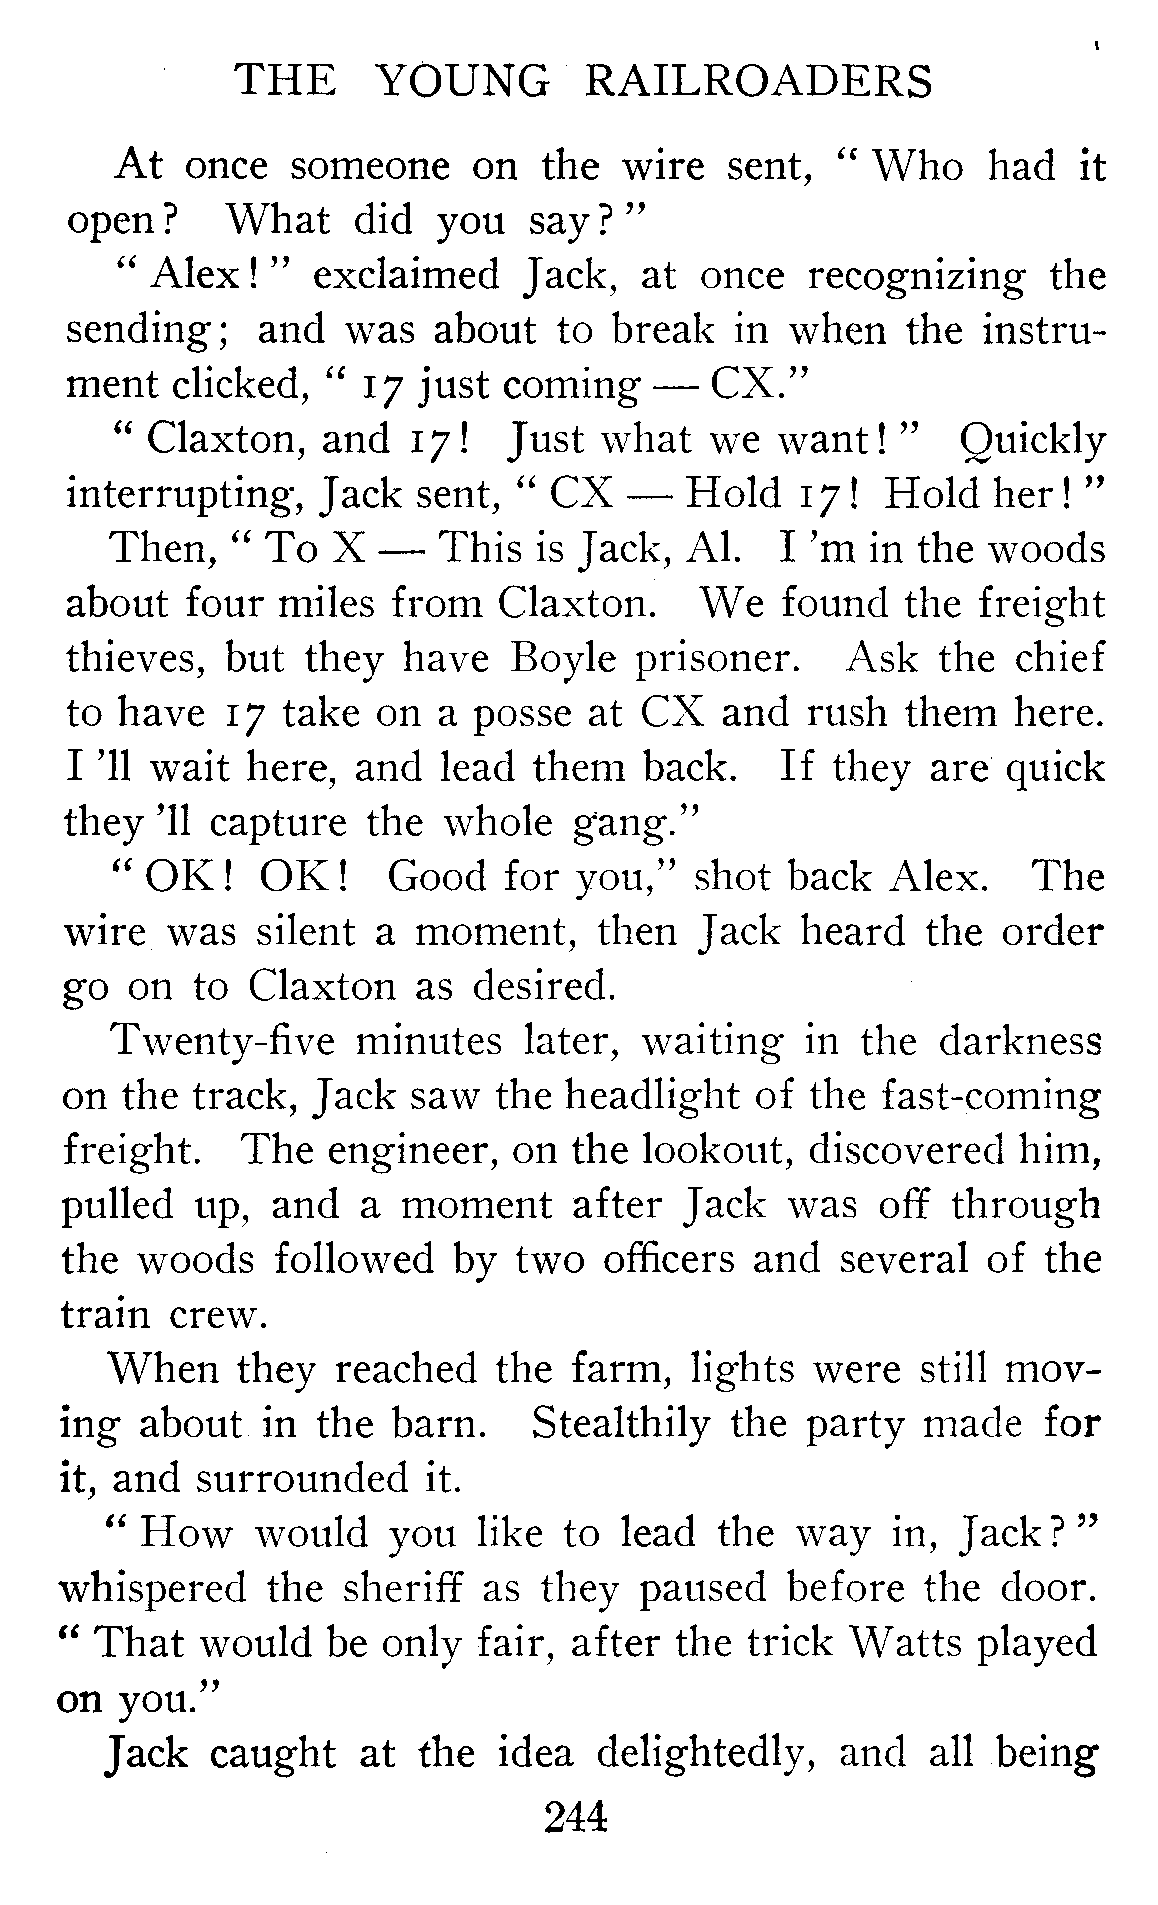 THE YOUNG RAILROADERS
At once someone on the wire sent, “ Who had it
open? What did you say? ”
“ Alex! ” exclaimed Jack, at once recognizing the
sending; and was about to break in when the instru-
ment clicked, “ 17 just coming — CX.”
“ Claxton, and 17! Just what we want! ” Quickly
interrupting, Jack sent, “ CX — Hold 17! Hold her! ”
Then, “ To X — This is Jack, Al. I 'm in the woods
about four miles from Claxton. We found the freight
thieves, but they have Boyle prisoner. Ask the chief
to have 17 take on a posse at CX and rush them here.
I 'll wait here, and lead them back. If they are quick
they 'll capture the whole gang.”
“ OK! OK! Good for you,” shot back Alex. The
wire was silent a moment, then Jack heard the order
go on to Claxton as desired.
Twenty-five minutes later, waiting in the darkness
on the track, Jack saw the headlight of the fast-coming
freight. The engineer, on the lookout, discovered him,
pulled up, and a moment after Jack was off through
the woods followed by two officers and several of the
train crew.
When they reached the farm, lights were still mov-
ing about in the barn. Stealthily the party made for
it, and surrounded it.
“ How would you like to lead the way in, Jack? ”
whispered the sheriff as they paused before the door.
“ That would be only fair, after the trick Watts played
on you.”
Jack caught at the idea delightedly, and all being
244